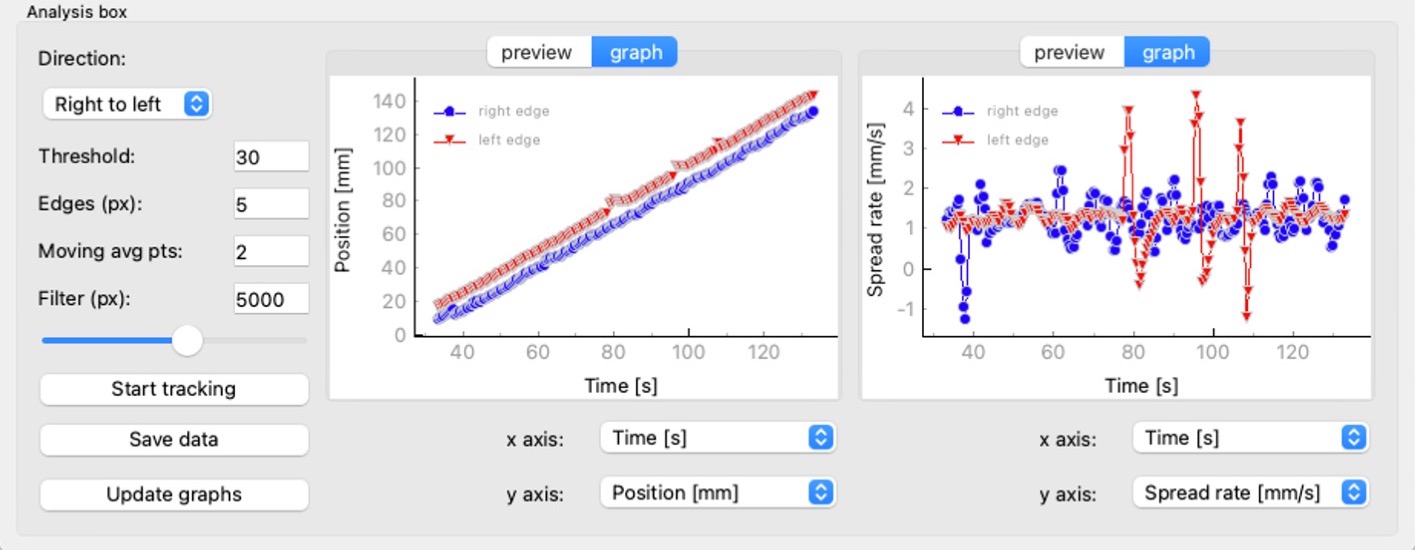 Analysis box
Direction:
Right to left
Threshold:
30
Edges (px):
5
Moving avg pts:
2
Filter (px):
5000
Start tracking
Save data
Update graphs
preview
graph
right edge
left edge
Position [mm]
140
120
100
80
60
40
20
0
40 60 80 100 120
Time [s]
x axis:
Time [s]
y axis:
Position [mm]
preview
graph
right edge
left edge
Spread rate [mm/s]
4
3
2
1
0
-1
40 60 80 100 120
Time [s]
x axis:
Time [s]
y axis:
Spread rate [mm/s]